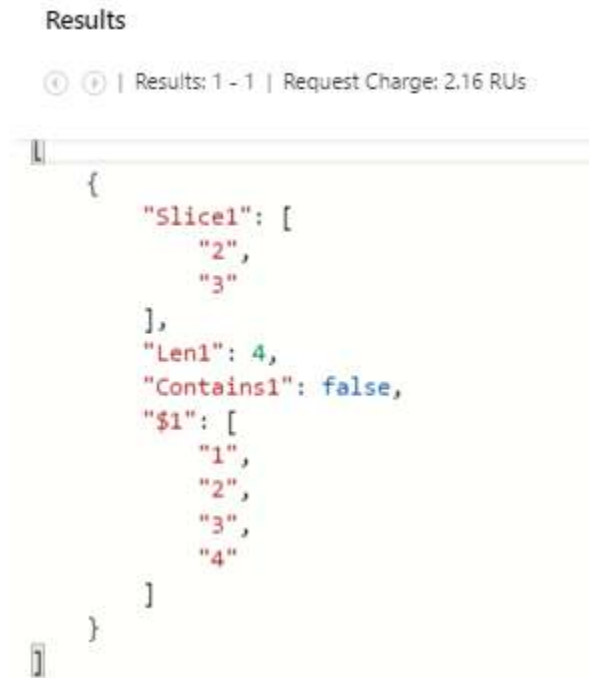 Results
| Results: 1 - 1 | Request Charge: 2.16 RUs
[
    {
        "Slice1": [
            "2",
            "3"
        ],
        "Len1": 4,
        "Contains1": false,
        "$1": [
            "1",
            "2",
            "3",
            "4"
        ]
    }
]